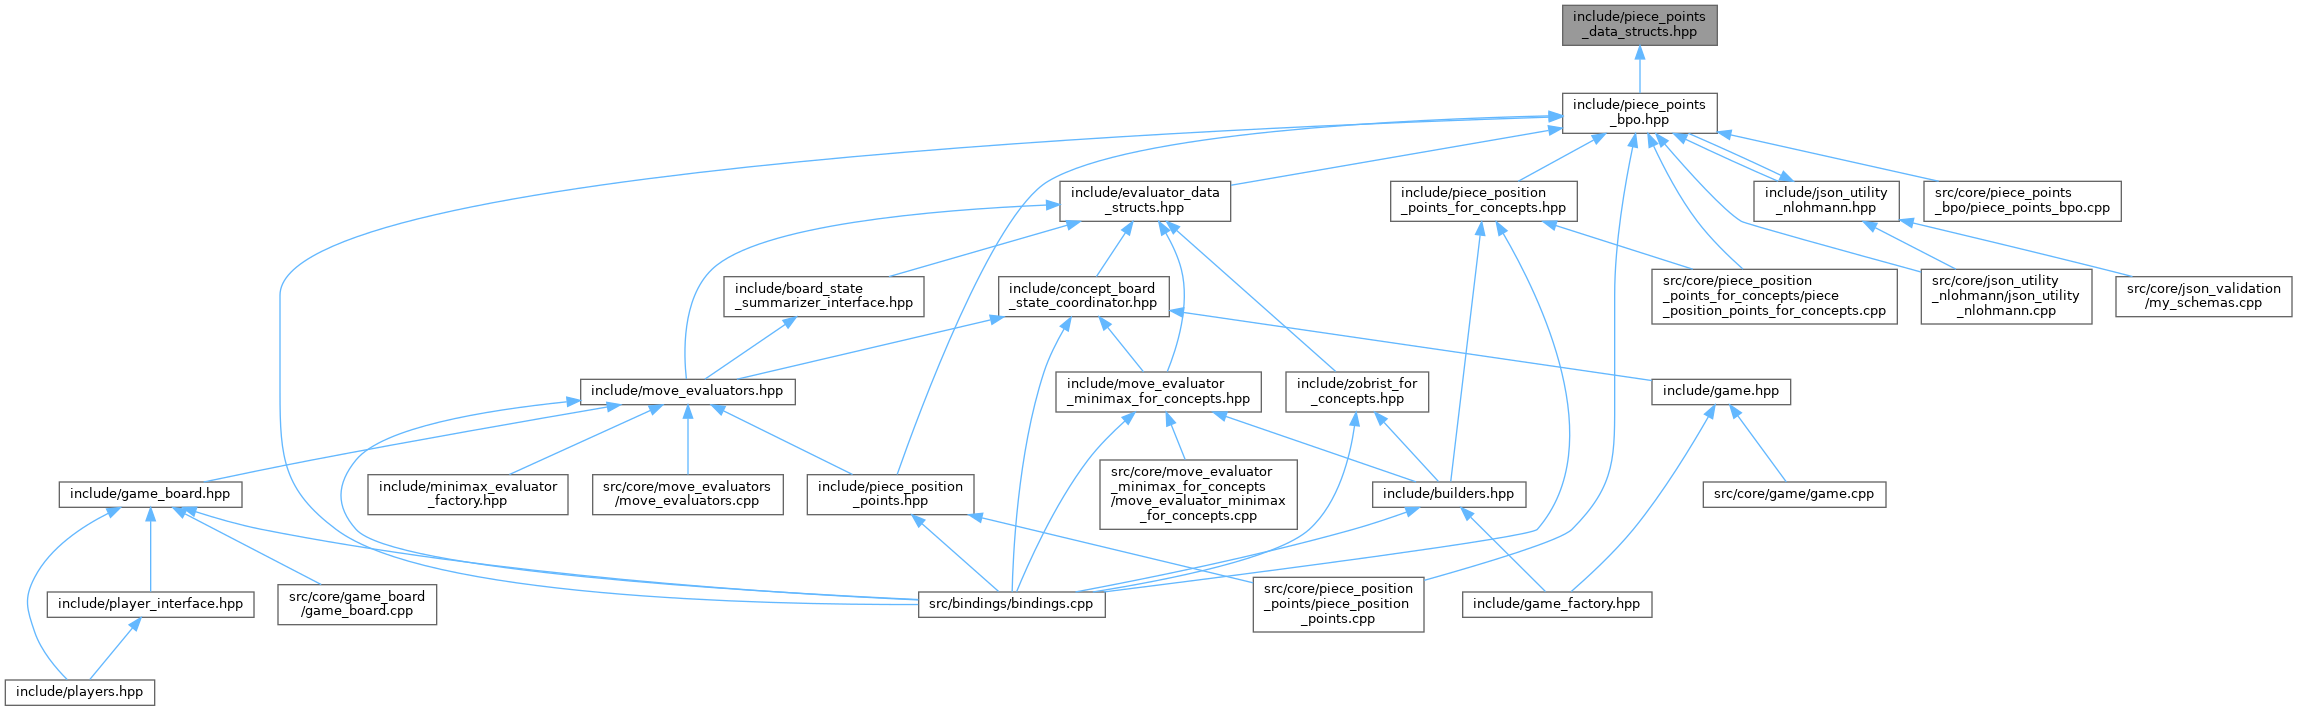 include/piece_points
_data_structs.hpp
include/piece_points
_bpo.hpp
include/evaluator_data
_structs.hpp
include/piece_position
_points_for_concepts.hpp
include/json_utility
_nlohmann.hpp
src/core/piece_points
_bpo/piece_points_bpo.cpp
include/board_state
_summarizer_interface.hpp
include/concept_board
_state_coordinator.hpp
src/core/piece_position
_points_for_concepts/piece
_position_points_for_concepts.cpp
src/core/json_utility
_nlohmann/json_utility
_nlohmann.cpp
src/core/json_validation
/my_schemas.cpp
include/move_evaluators.hpp
include/move_evaluator
_minimax_for_concepts.hpp
include/zobrist_for
_concepts.hpp
include/game.hpp
include/game_board.hpp
include/minimax_evaluator
_factory.hpp
src/core/move_evaluators
/move_evaluators.cpp
include/piece_position
_points.hpp
src/core/move_evaluator
_minimax_for_concepts
/move_evaluator_minimax
_for_concepts.cpp
include/builders.hpp
src/core/game/game.cpp
include/player_interface.hpp
src/core/game_board
/game_board.cpp
src/bindings/bindings.cpp
src/core/piece_position
_points/piece_position
_points.cpp
include/game_factory.hpp
include/players.hpp